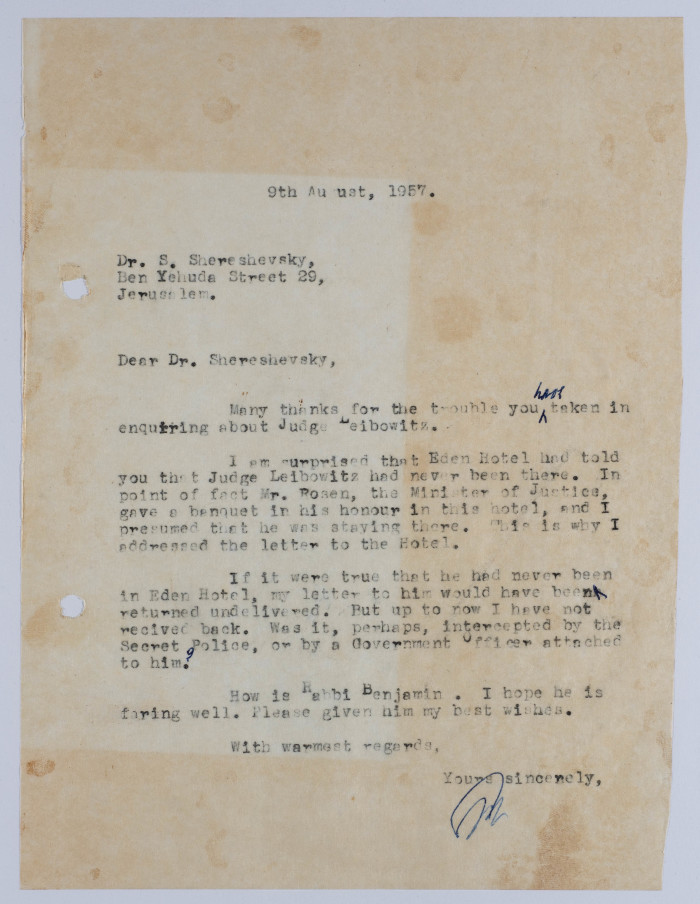 9th August, 1957.
Dr. S. Shereshevsky,
Ben Yehuda Street 29,
Jerusalem.
Dear Dr. Shereshevsky,
Many thanks for the trouble you have taken in
enquiring about Judge Leibowitz.
I am surprised that Eden Hotel had told
you that Judge Leibowitz had never been there. In
point of fact Mr. Rosen, the Minister of Justice,
gave a banquet in his honour in this hotel, and I
presumed that he was staying there. This is why I
addressed the letter to the Hotel.
If it were true that he had never been
in Eden Hotel, my letter to him would have been
returned undelivered. But up to now I have not
recived back. Was it, perhaps, intercepted by the
Secret Police, or by a Government Officer attached
to him?
How is Rabbi Benjamin . I hope he is
faring well. Please given him my best wishes.
With warmest regards,
Yours sincerely,